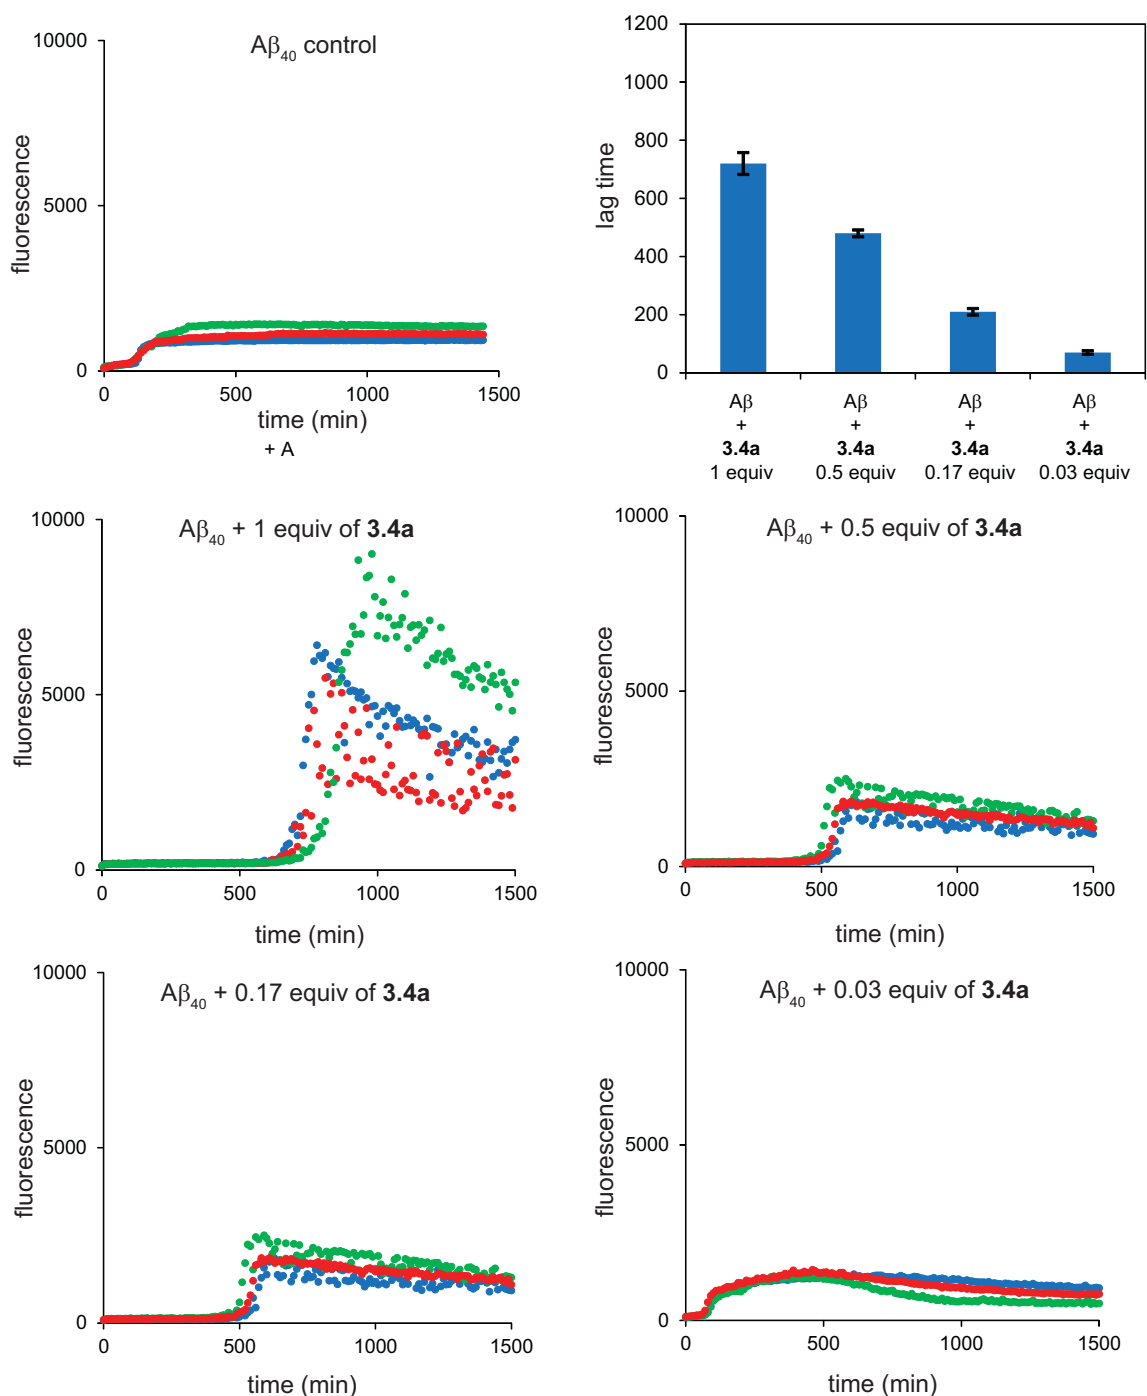 Aβ40 control
10000
5000
0
fluorescence
0 500 1000 1500
time (min)
+ A
1200
1000
800
600
400
200
0
lag time
Aβ Aβ Aβ Aβ
+ + + +
3.4a 3.4a 3.4a 3.4a
1 equiv 0.5 equiv 0.17 equiv 0.03 equiv
Aβ40 + 1 equiv of 3.4a
10000
5000
0
fluorescence
0 500 1000 1500
time (min)
Aβ40 + 0.5 equiv of 3.4a
10000
5000
0
fluorescence
0 500 1000 1500
time (min)
Aβ40 + 0.17 equiv of 3.4a
10000
5000
0
fluorescence
0 500 1000 1500
time (min)
Aβ40 + 0.03 equiv of 3.4a
10000
5000
0
fluorescence
0 500 1000 1500
time (min)